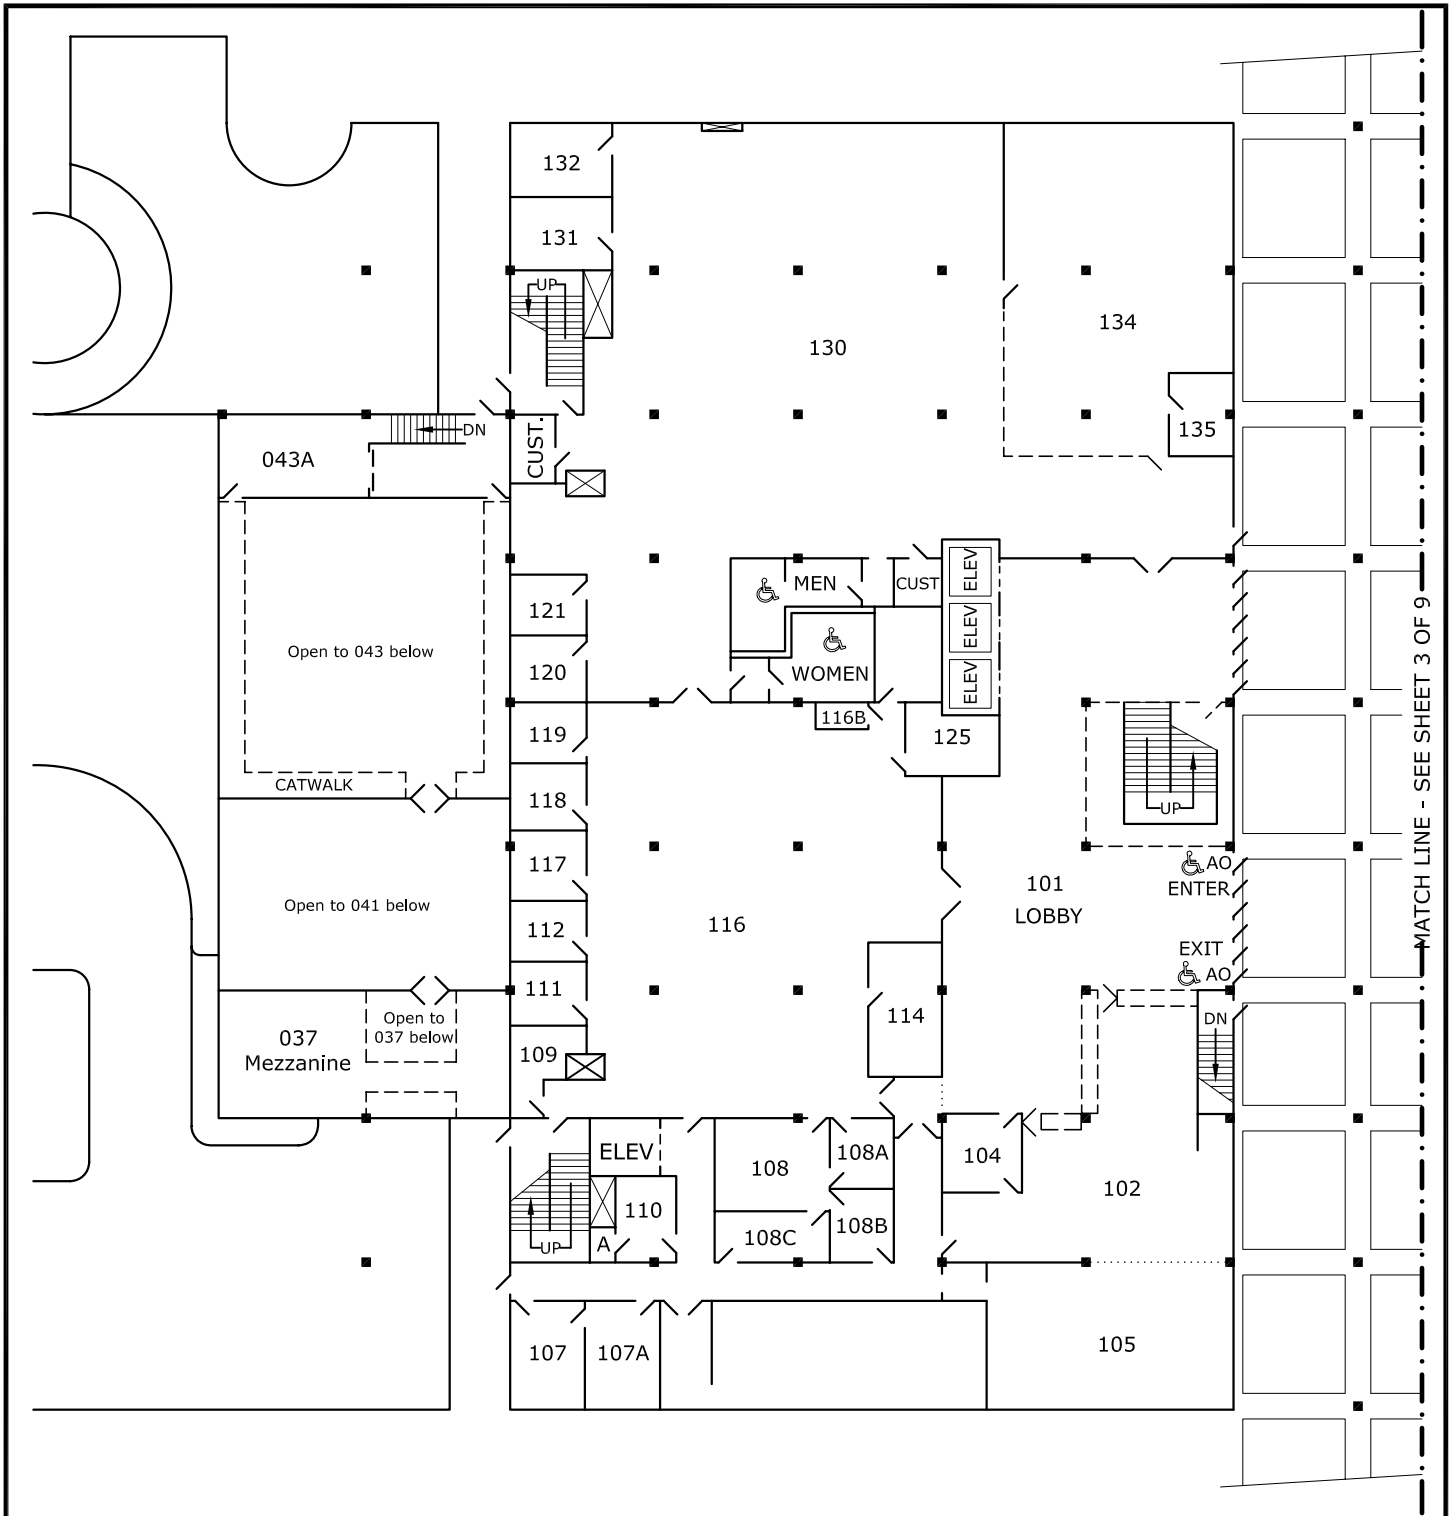 132
131
UP
134
130
135
CUST.
DN
043A
ELEV
MEN
CUST
121
ELEV
Open to 043 below
WOMEN
120
ELEV
116B
125
119
CATWALK
118
UP
117
AO
ENTER
101
LOBBY
Open to 041 below
116
112
EXIT
AO
111
114
Open to
037 below
DN
037
Mezzanine
109
ELEV
108A
104
108
102
110
108B
108C
A
UP
105
107
107A
MATCH LINE - SEE SHEET 3 OF 9